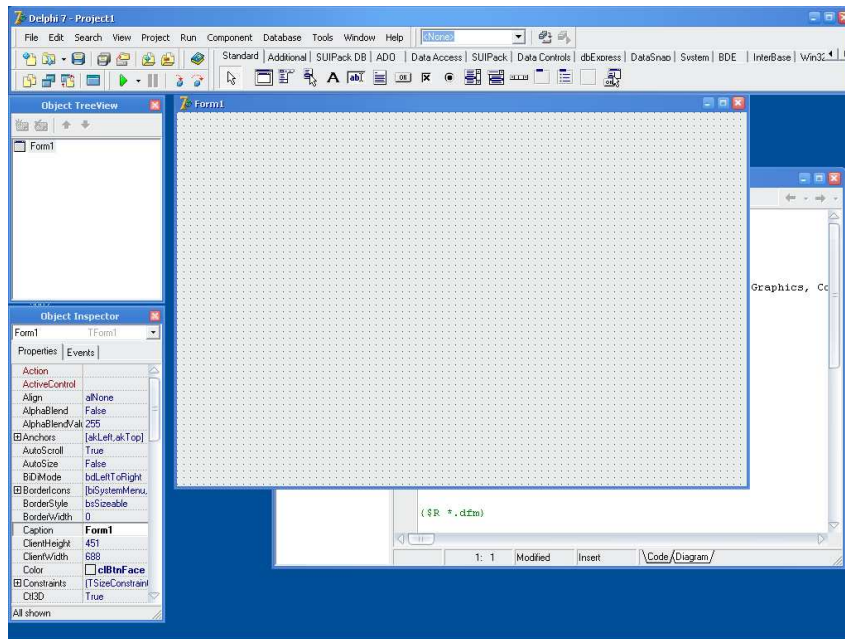 Delphi 7 - Project1
File Edit Search View Project Run Component Database Tools Window Help <None>
Standard Additional SUIPack DB ADO Data Access SUIPack Data Controls dbExpress DataSnap System BDE InterBase Win32
Object TreeView
Form1
Form1
Graphics, Co
Object Inspector
Form1 TForm1
Properties Events
Action
ActiveControl
Align alNone
AlphaBlend False
AlphaBlendValu 255
Anchors [akLeft,akTop]
AutoScroll True
AutoSize False
BiDiMode bdLeftToRight
BorderIcons [biSystemMenu,
BorderStyle bsSizeable
BorderWidth 0
Caption Form1
ClientHeight 451
ClientWidth 688
Color clBtnFace
Constraints (TSizeConstraint
Ctl3D True
All shown
{$R *.dfm}
1: 1 Modified Insert Code Diagram